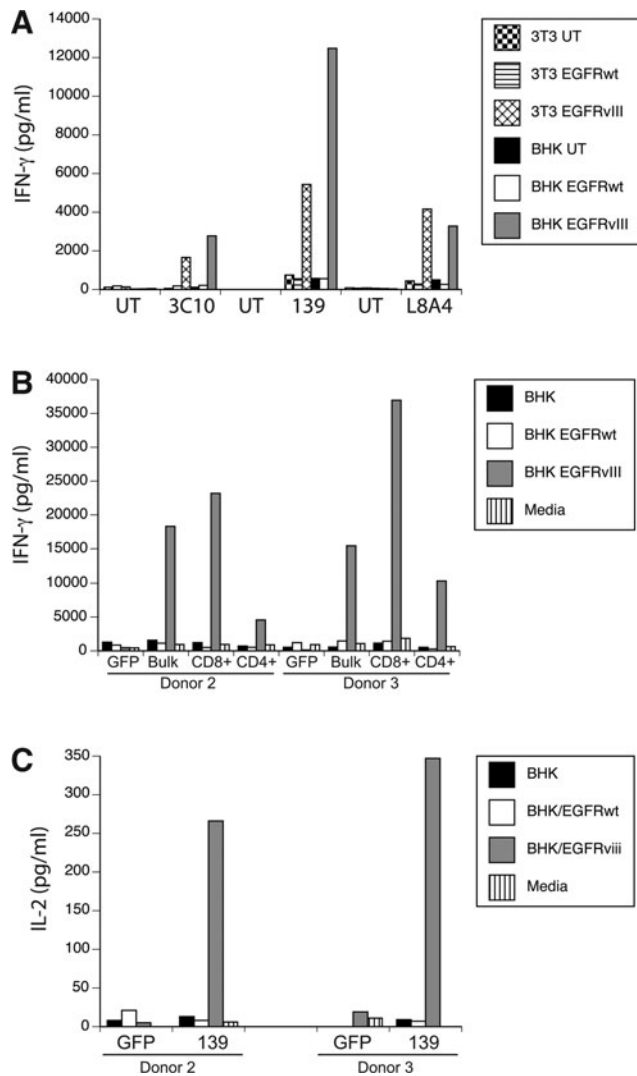 A
14000
12000
10000
8000
6000
4000
2000
0
IFN-γ (pg/ml)
UT 3C10 UT 139 UT L8A4
3T3 UT
3T3 EGFRwt
3T3 EGFRvIII
BHK UT
BHK EGFRwt
BHK EGFRvIII
B
40000
35000
30000
25000
20000
15000
10000
5000
0
IFN-γ (pg/ml)
GFP Bulk CD8+ CD4+ GFP Bulk CD8+ CD4+
Donor 2 Donor 3
BHK
BHK EGFRwt
BHK EGFRvIII
Media
C
350
300
250
200
150
100
50
0
IL-2 (pg/ml)
GFP 139 GFP 139
Donor 2 Donor 3
BHK
BHK/EGFRwt
BHK/EGFRviii
Media